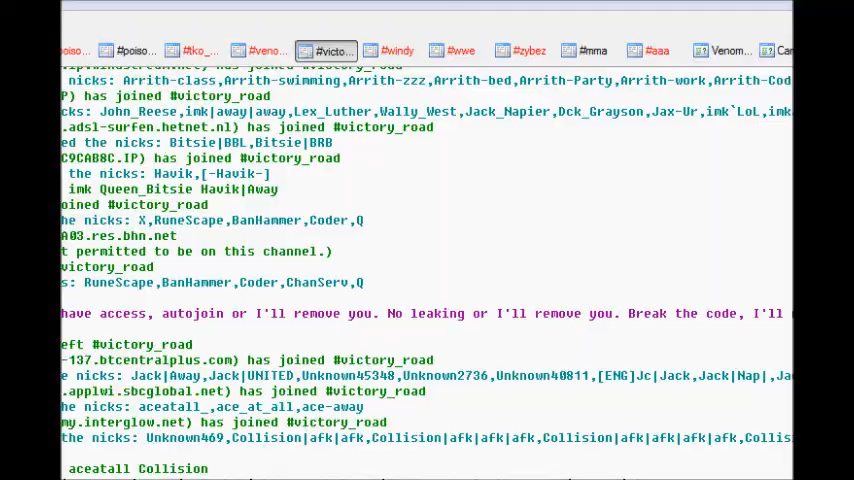 oiso... #poiso... #tko_... #veno... #victo... #windy #wwe #zybez #mma #aaa Venom... Car
nicks: Arrith-class,Arrith-swimming,Arrith-zzz,Arrith-bed,Arrith-Party,Arrith-work,Arrith-Cod
P) has joined #victory_road
cks: John_Reese,imk|away|away,Lex_Luther,Wally_West,Jack_Napier,Dck_Grayson,Jax-Ur,imk`LoL,imk
.adsl-surfen.hetnet.nl) has joined #victory_road
ed the nicks: Bitsie|BBL,Bitsie|BRB
C9CAB8C.IP) has joined #victory_road
the nicks: Havik,[-Havik-]
imk Queen_Bitsie Havik|Away
oined #victory_road
he nicks: X,RuneScape,BanHammer,Coder,Q
A03.res.bhn.net
t permitted to be on this channel.)
victory_road
s: RuneScape,BanHammer,Coder,ChanServ,Q
have access, autojoin or I'll remove you. No leaking or I'll remove you. Break the code, I'll
eft #victory_road
-137.btcentralplus.com) has joined #victory_road
e nicks: Jack|Away,Jack|UNITED,Unknown45348,Unknown2736,Unknown40811,[ENG]Jc|Jack,Jack|Nap|,Ja
.applwi.sbcglobal.net) has joined #victory_road
he nicks: aceatall_,ace_at_all,ace-away
my.interglow.net) has joined #victory_road
the nicks: Unknown469,Collision|afk|afk,Collision|afk|afk|afk,Collision|afk|afk|afk|afk,Collis
aceatall Collision